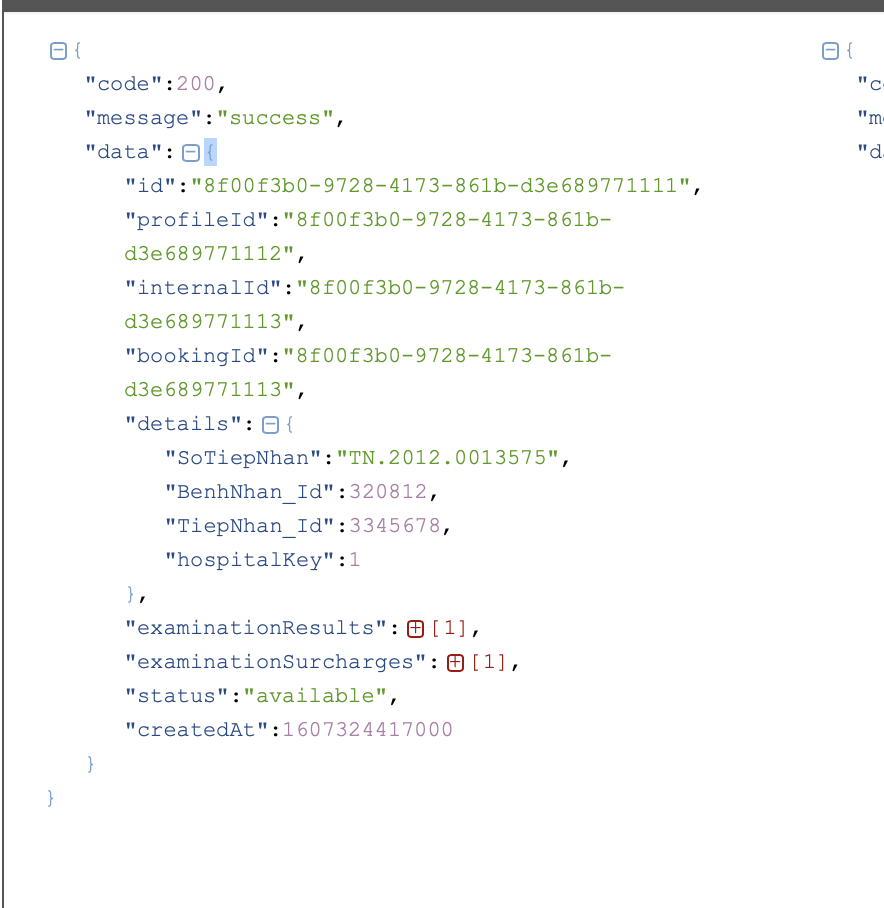 {
"code":200,
"message":"success",
"data":{
"id":"8f00f3b0-9728-4173-861b-d3e689771111",
"profileId":"8f00f3b0-9728-4173-861b-
d3e689771112",
"internalId":"8f00f3b0-9728-4173-861b-
d3e689771113",
"bookingId":"8f00f3b0-9728-4173-861b-
d3e689771113",
"details":{
"SoTiepNhan":"TN.2012.0013575",
"BenhNhan_Id":320812,
"TiepNhan_Id":3345678,
"hospitalKey":1
},
"examinationResults":[1],
"examinationSurcharges":[1],
"status":"available",
"createdAt":1607324417000
}
}
{